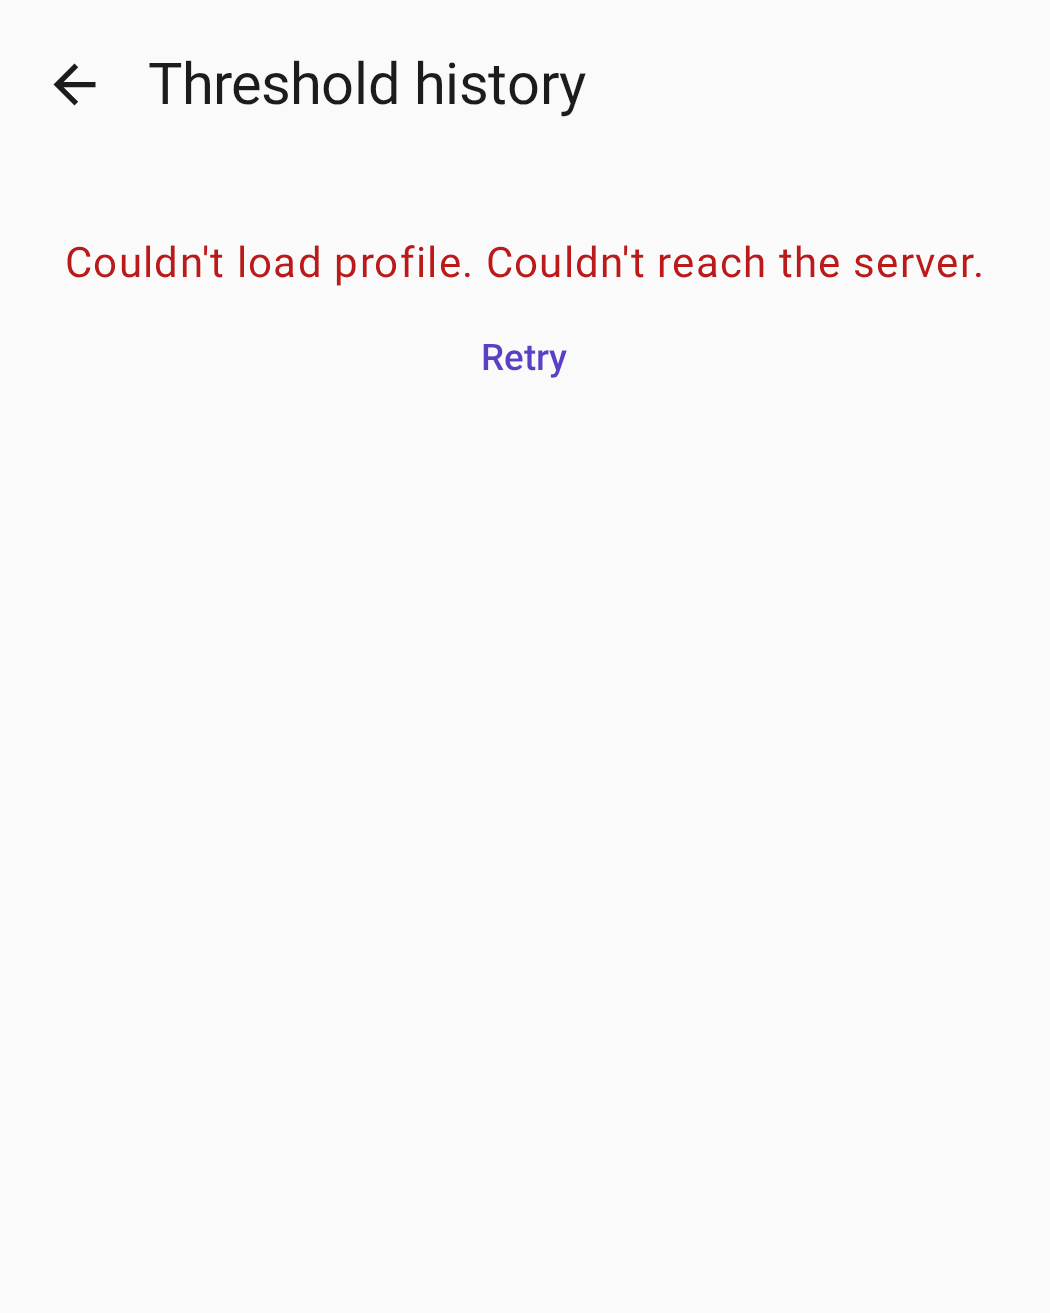 Threshold history
Couldn't load profile. Couldn't reach the server.
Retry